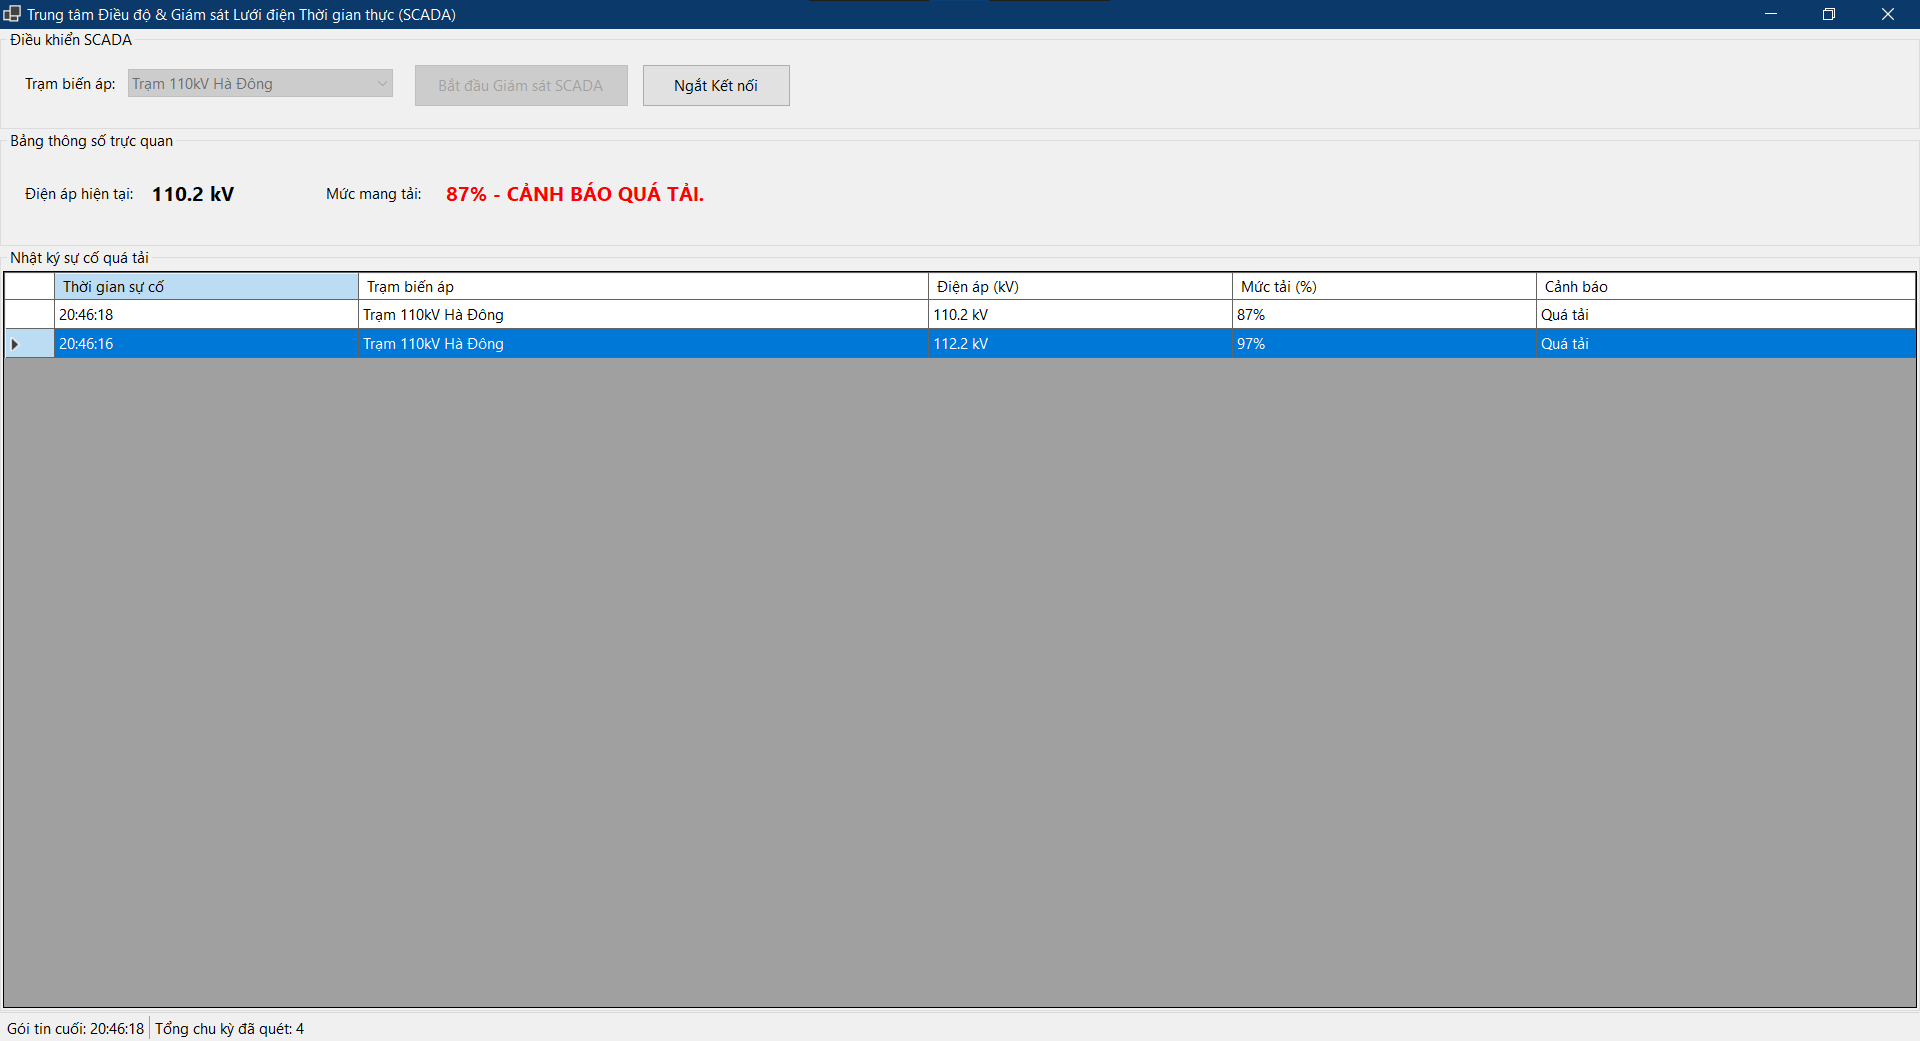 Trung tâm Điều độ & Giám sát Lưới điện Thời gian thực (SCADA)
Điều khiển SCADA
Trạm biến áp: Trạm 110kV Hà Đông Bắt đầu Giám sát SCADA Ngắt Kết nối
Bảng thông số trực quan
Điện áp hiện tại: 110.2 kV Mức mang tải: 87% - CẢNH BÁO QUÁ TẢI.
Nhật ký sự cố quá tải
Thời gian sự cố Trạm biến áp Điện áp (kV) Mức tải (%) Cảnh báo
20:46:18 Trạm 110kV Hà Đông 110.2 kV 87% Quá tải
20:46:16 Trạm 110kV Hà Đông 112.2 kV 97% Quá tải
Gói tin cuối: 20:46:18 Tổng chu kỳ đã quét: 4